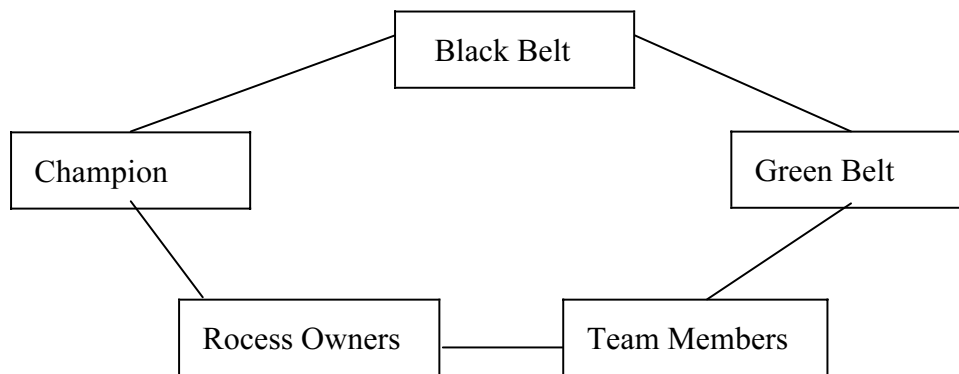 Black Belt
Champion
Green Belt
Rocess Owners
Team Members